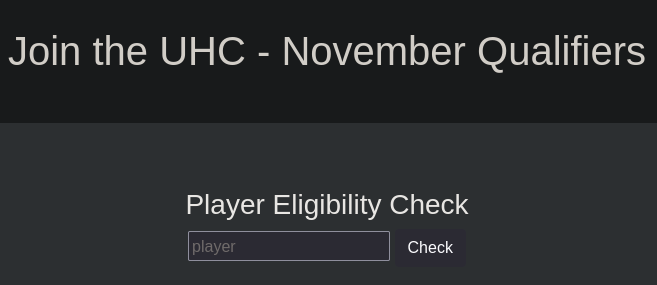 Join the UHC - November Qualifiers
Player Eligibility Check
player
Check